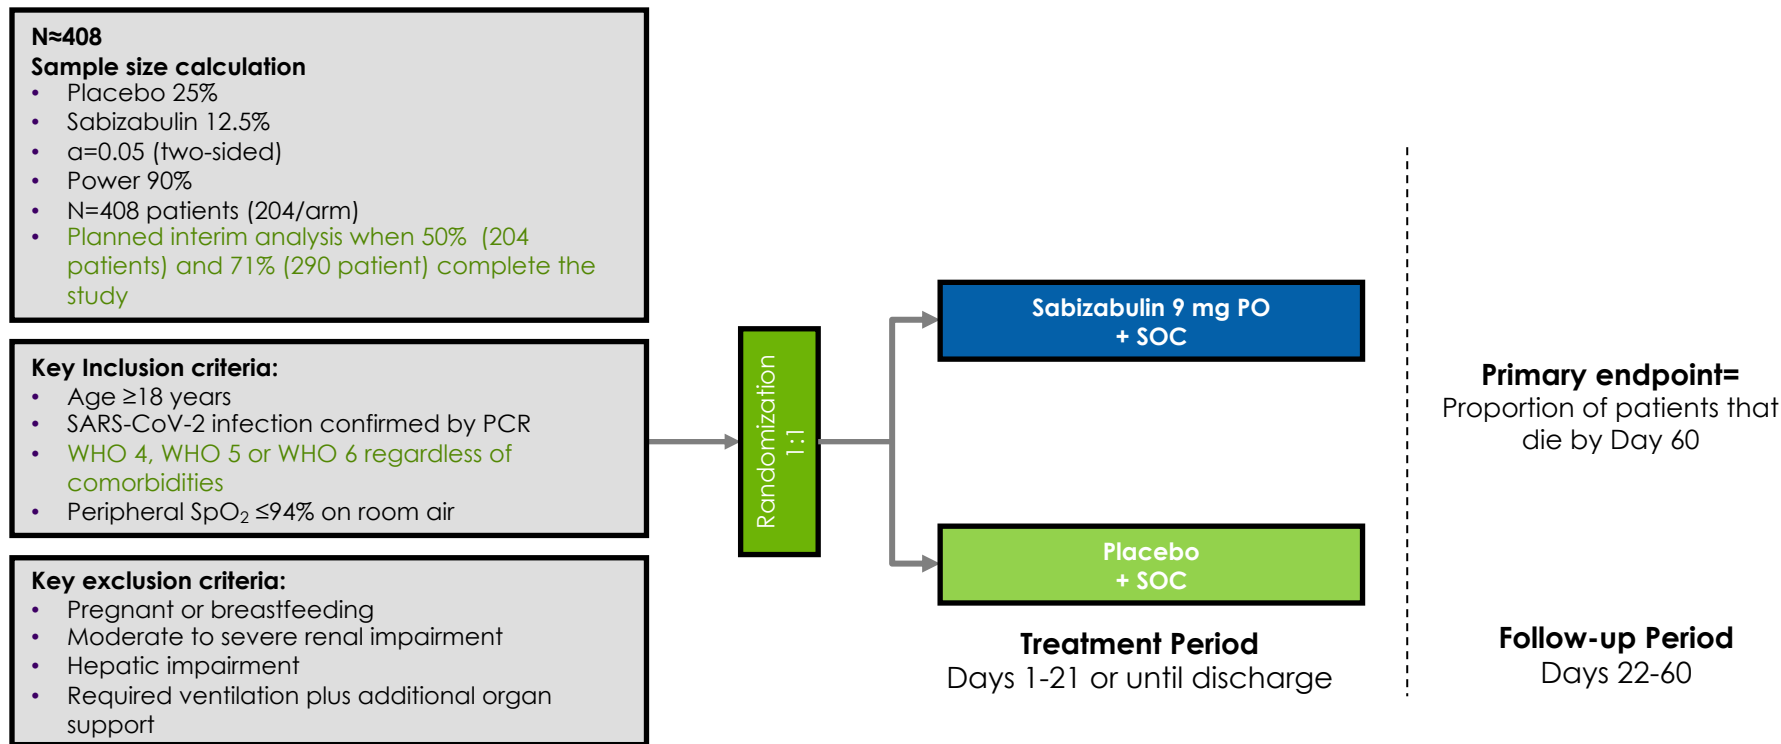 N≈408
Sample size calculation
• Placebo 25%
• Sabizabulin 12.5%
• α=0.05 (two-sided)
• Power 90%
• N=408 patients (204/arm)
• Planned interim analysis when 50% (204
patients) and 71% (290 patient) complete the
study
Key Inclusion criteria:
• Age ≥18 years
• SARS-CoV-2 infection confirmed by PCR
• WHO 4, WHO 5 or WHO 6 regardless of
comorbidities
• Peripheral SpO₂ ≤94% on room air
Key exclusion criteria:
• Pregnant or breastfeeding
• Moderate to severe renal impairment
• Hepatic impairment
• Required ventilation plus additional organ
support
Randomization
1:1
Sabizabulin 9 mg PO
+ SOC
Placebo
+ SOC
Treatment Period
Days 1-21 or until discharge
Primary endpoint=
Proportion of patients that
die by Day 60
Follow-up Period
Days 22-60